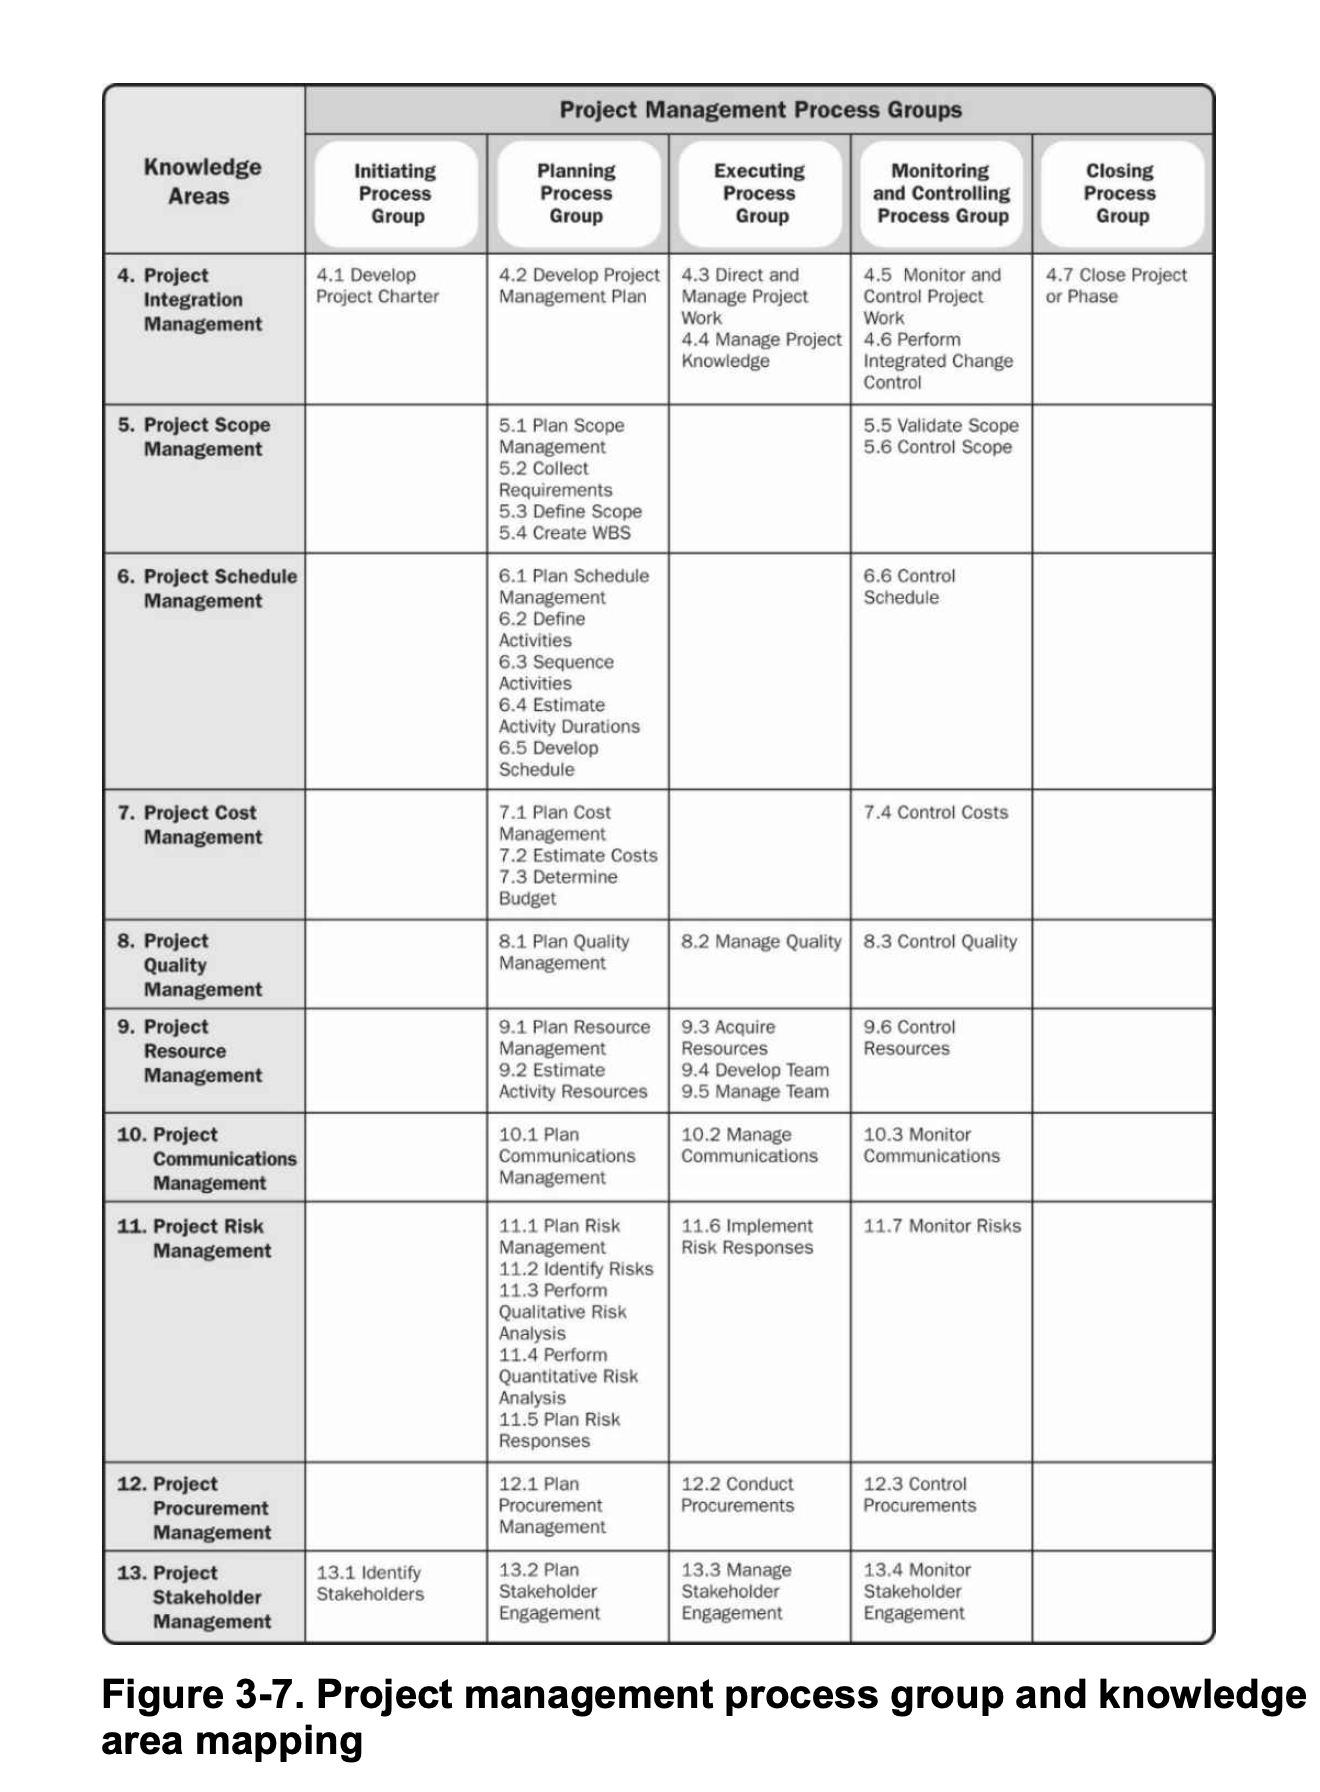 Project Management Process Groups
Knowledge
Areas
Initiating
Process
Group
Planning
Process
Group
Executing
Process
Group
Monitoring
and Controlling
Process Group
Closing
Process
Group
4. Project
Integration
Management
4.1 Develop
Project Charter
4.2 Develop Project
Management Plan
4.3 Direct and
Manage Project
Work
4.4 Manage Project
Knowledge
4.5 Monitor and
Control Project
Work
4.6 Perform
Integrated Change
Control
4.7 Close Project
or Phase
5. Project Scope
Management
5.1 Plan Scope
Management
5.2 Collect
Requirements
5.3 Define Scope
5.4 Create WBS
5.5 Validate Scope
5.6 Control Scope
6. Project Schedule
Management
6.1 Plan Schedule
Management
6.2 Define
Activities
6.3 Sequence
Activities
6.4 Estimate
Activity Durations
6.5 Develop
Schedule
6.6 Control
Schedule
7. Project Cost
Management
7.1 Plan Cost
Management
7.2 Estimate Costs
7.3 Determine
Budget
7.4 Control Costs
8. Project
Quality
Management
8.1 Plan Quality
Management
8.2 Manage Quality
8.3 Control Quality
9. Project
Resource
Management
9.1 Plan Resource
Management
9.2 Estimate
Activity Resources
9.3 Acquire
Resources
9.4 Develop Team
9.5 Manage Team
9.6 Control
Resources
10. Project
Communications
Management
10.1 Plan
Communications
Management
10.2 Manage
Communications
10.3 Monitor
Communications
11. Project Risk
Management
11.1 Plan Risk
Management
11.2 Identify Risks
11.3 Perform
Qualitative Risk
Analysis
11.4 Perform
Quantitative Risk
Analysis
11.5 Plan Risk
Responses
11.6 Implement
Risk Responses
11.7 Monitor Risks
12. Project
Procurement
Management
12.1 Plan
Procurement
Management
12.2 Conduct
Procurements
12.3 Control
Procurements
13. Project
Stakeholder
Management
13.1 Identify
Stakeholders
13.2 Plan
Stakeholder
Engagement
13.3 Manage
Stakeholder
Engagement
13.4 Monitor
Stakeholder
Engagement
Figure 3-7. Project management process group and knowledge
area mapping